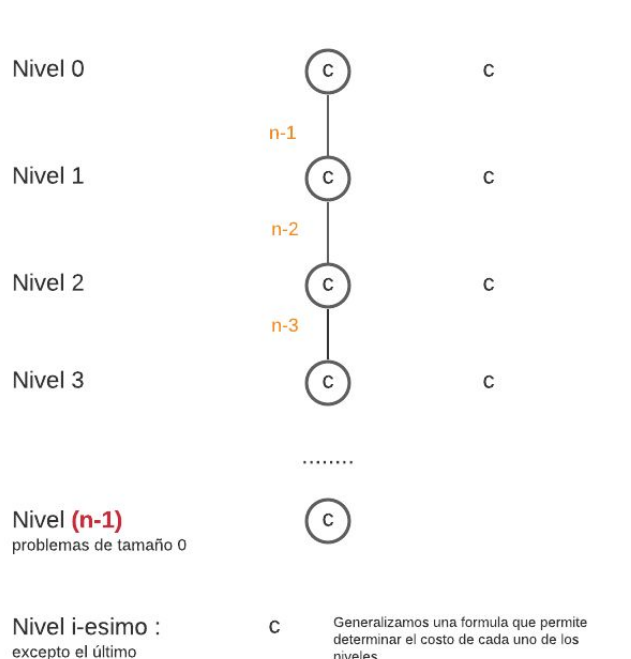 Nivel 0 c c
n-1
Nivel 1 c c
n-2
Nivel 2 c c
n-3
Nivel 3 c c
........
Nivel (n-1) c
problemas de tamaño 0
Nivel i-esimo : c Generalizamos una formula que permite
excepto el último determinar el costo de cada uno de los
niveles